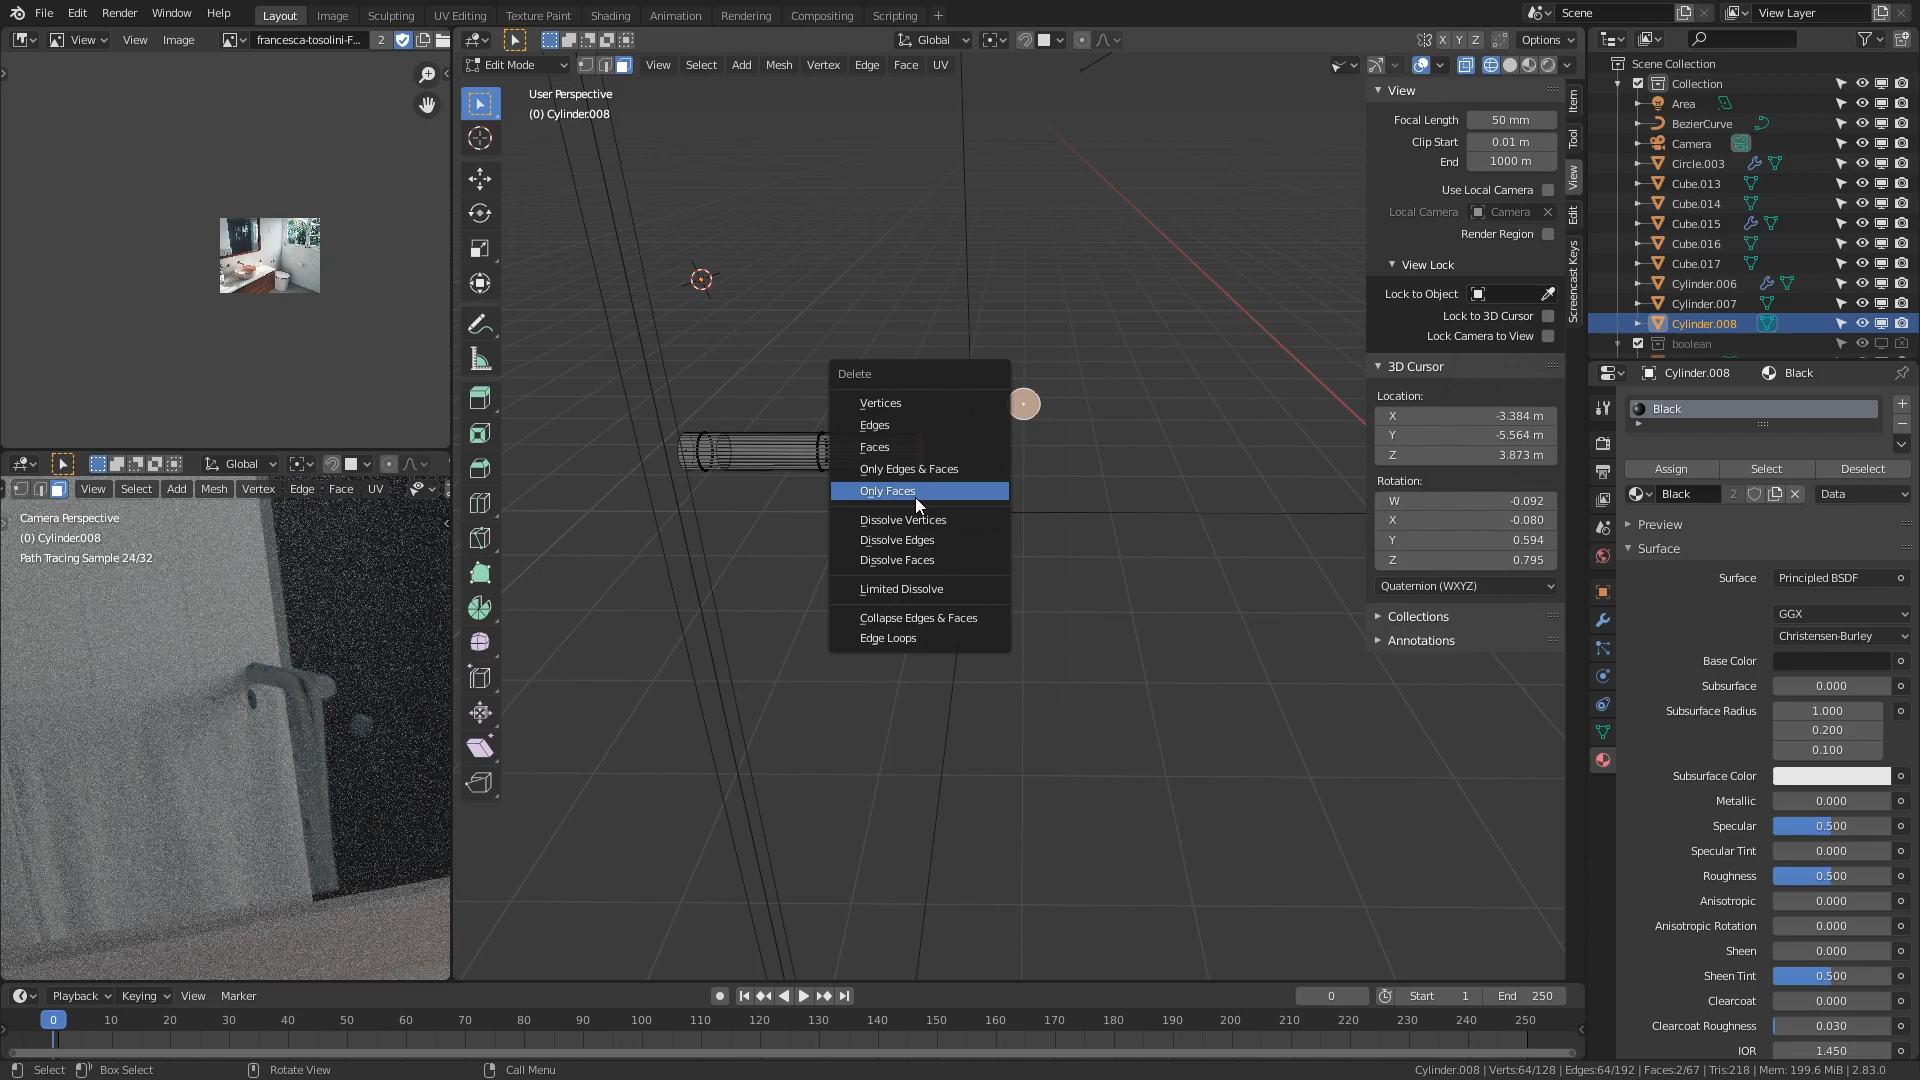 File Edit Render Window Help Layout Image Sculpting UV Editing Texture Paint Shading Animation Rendering Compositing Scripting + Scene View Layer
View View Image francesca-tosolini-F... 2 Global X Y Z Options
Edit Mode View Select Add Mesh Vertex Edge Face UV
User Perspective
(0) Cylinder.008
View
Focal Length 50 mm
Clip Start 0.01 m
End 1000 m
Use Local Camera
Local Camera Camera
Render Region
View Lock
Lock to Object
Lock to 3D Cursor
Lock Camera to View
3D Cursor
Location:
X -3.384 m
Y -5.564 m
Z 3.873 m
Rotation:
W -0.092
X -0.080
Y 0.594
Z 0.795
Quaternion (WXYZ)
Collections
Annotations
Item
Tool
View
Edit
Screencast Keys
Delete
Vertices
Edges
Faces
Only Edges & Faces
Only Faces
Dissolve Vertices
Dissolve Edges
Dissolve Faces
Limited Dissolve
Collapse Edges & Faces
Edge Loops
Global
View Select Add Mesh Vertex Edge Face UV
Camera Perspective
(0) Cylinder.008
Path Tracing Sample 24/32
Scene Collection
Collection
Area
BezierCurve
Camera
Circle.003
Cube.013
Cube.014
Cube.015
Cube.016
Cube.017
Cylinder.006
Cylinder.007
Cylinder.008
boolean
Cylinder.008 Black
Black
Assign Select Deselect
Black 2 Data
Preview
Surface
Surface Principled BSDF
GGX
Christensen-Burley
Base Color
Subsurface 0.000
Subsurface Radius 1.000
0.200
0.100
Subsurface Color
Metallic 0.000
Specular 0.500
Specular Tint 0.000
Roughness 0.500
Anisotropic 0.000
Anisotropic Rotation 0.000
Sheen 0.000
Sheen Tint 0.500
Clearcoat 0.000
Clearcoat Roughness 0.030
IOR 1.450
Playback Keying View Marker 0 Start 1 End 250
0 10 20 30 40 50 60 70 80 90 100 110 120 130 140 150 160 170 180 190 200 210 220 230 240 250
Select Box Select Rotate View Call Menu Cylinder.008 | Verts:64/128 | Edges:64/192 | Faces:2/67 | Tris:218 | Mem: 199.6 MiB | 2.83.0